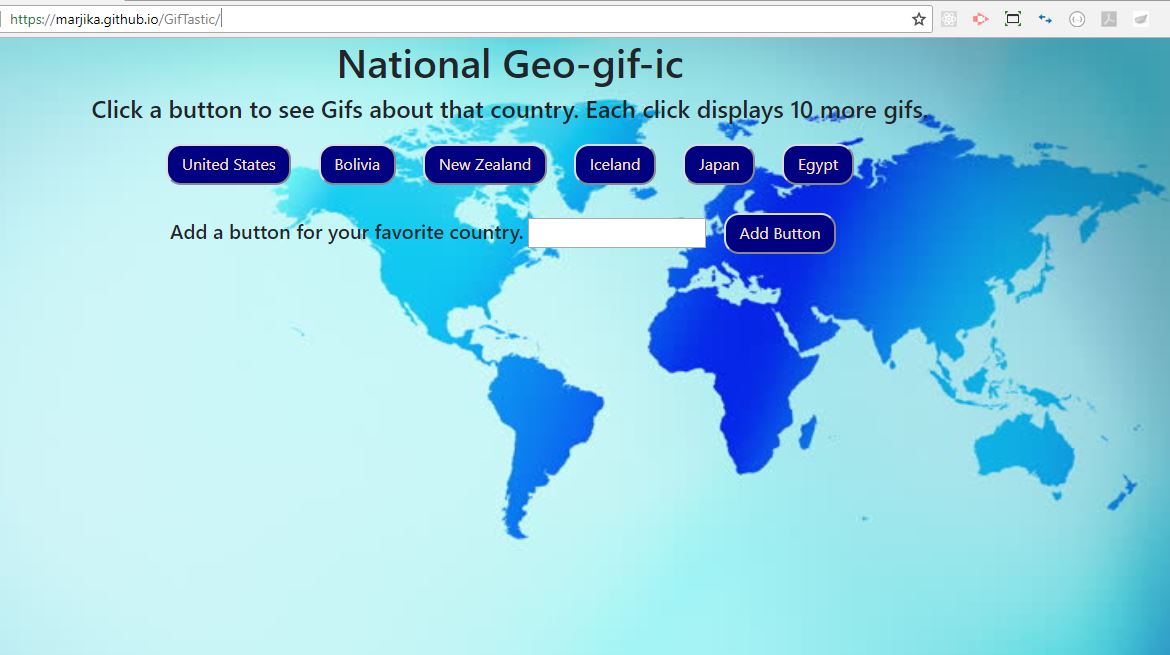 https://marjika.github.io/GifTastic/
National Geo-gif-ic
Click a button to see Gifs about that country. Each click displays 10 more gifs.
United States Bolivia New Zealand Iceland Japan Egypt
Add a button for your favorite country. Add Button